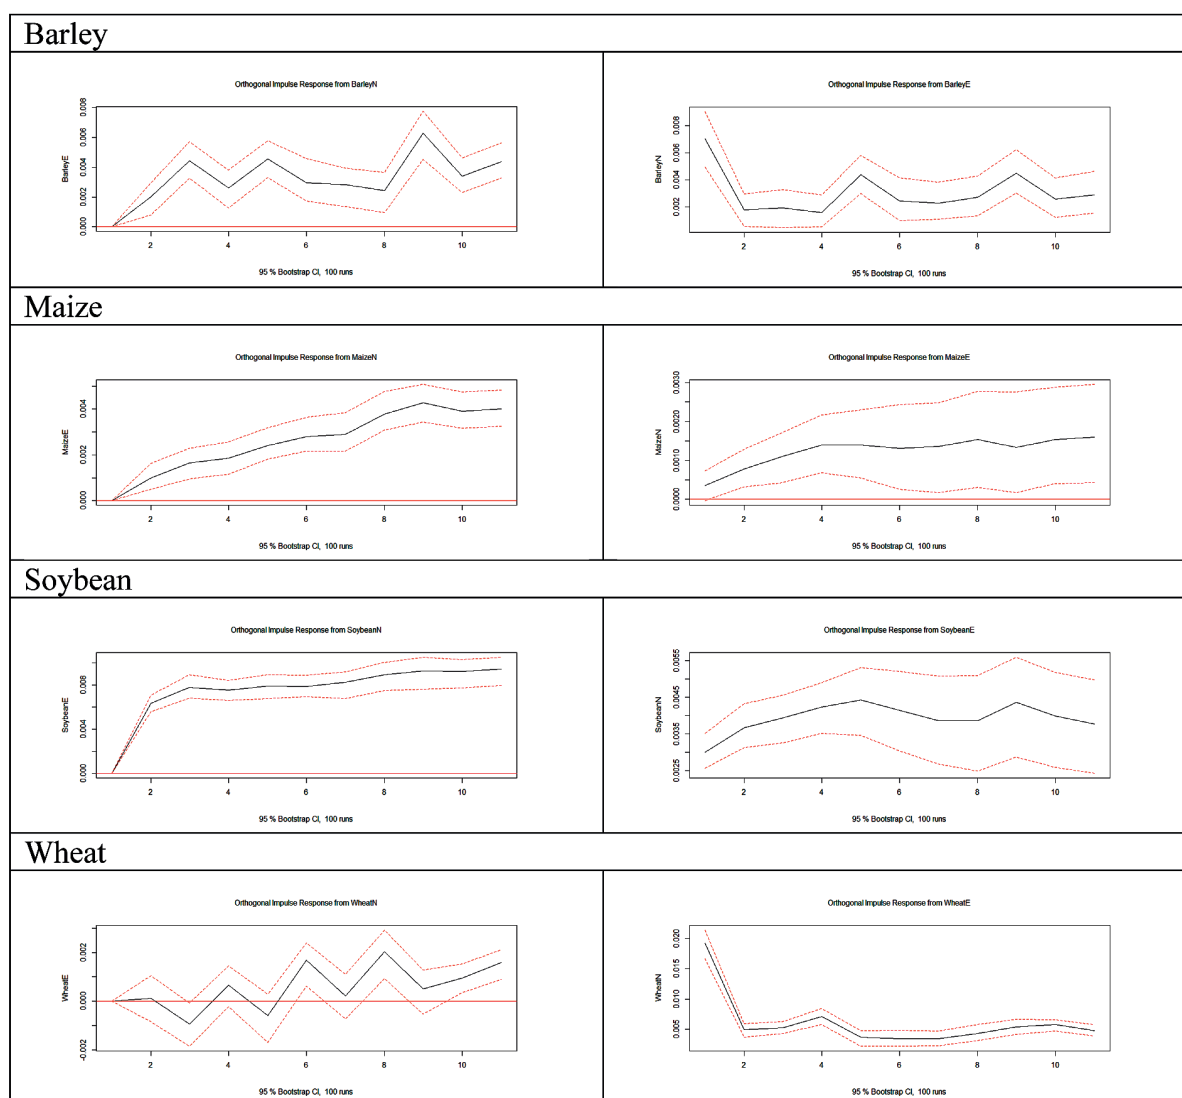 Barley
Orthogonal Impulse Response from BarleyN
BarleyE
0.000 0.002 0.004 0.006 0.008
2 4 6 8 10
95 % Bootstrap CI, 100 runs
Orthogonal Impulse Response from BarleyE
BarleyN
0.002 0.004 0.006 0.008
2 4 6 8 10
95 % Bootstrap CI, 100 runs
Maize
Orthogonal Impulse Response from MaizeN
MaizeE
0.000 0.002 0.004
2 4 6 8 10
95 % Bootstrap CI, 100 runs
Orthogonal Impulse Response from MaizeE
MaizeN
0.0000 0.0010 0.0020 0.0030
2 4 6 8 10
95 % Bootstrap CI, 100 runs
Soybean
Orthogonal Impulse Response from SoybeanN
SoybeanE
0.000 0.004 0.008
2 4 6 8 10
95 % Bootstrap CI, 100 runs
Orthogonal Impulse Response from SoybeanE
SoybeanN
0.0025 0.0035 0.0045 0.0055
2 4 6 8 10
95 % Bootstrap CI, 100 runs
Wheat
Orthogonal Impulse Response from WheatN
WheatE
-0.002 0.000 0.002
2 4 6 8 10
95 % Bootstrap CI, 100 runs
Orthogonal Impulse Response from WheatE
WheatN
0.005 0.010 0.015 0.020
2 4 6 8 10
95 % Bootstrap CI, 100 runs